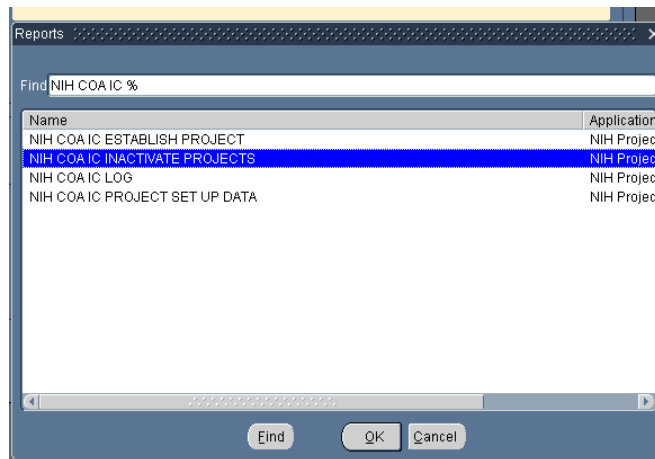 Reports
Find NIH COA IC %
Name Application
NIH COA IC ESTABLISH PROJECT NIH Projec
NIH COA IC INACTIVATE PROJECTS NIH Projec
NIH COA IC LOG NIH Projec
NIH COA IC PROJECT SET UP DATA NIH Projec
Find OK Cancel